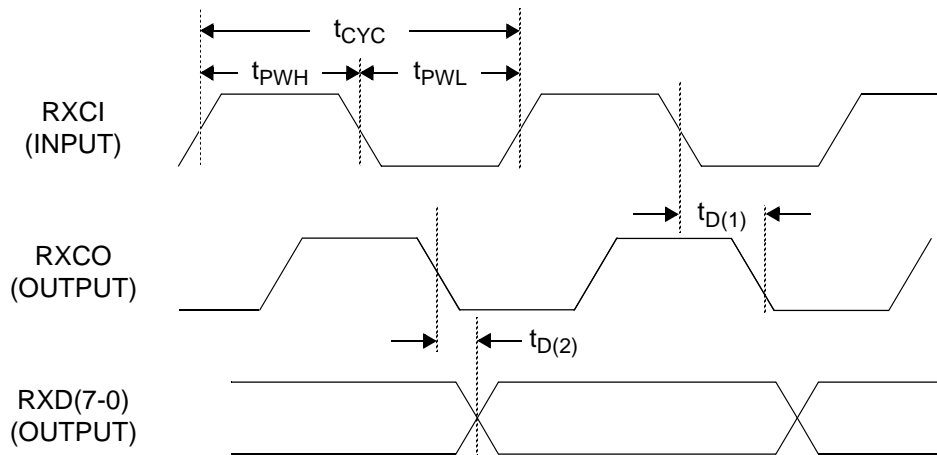 tCYC
tPWH
tPWL
RXCI
(INPUT)
tD(1)
RXCO
(OUTPUT)
tD(2)
RXD(7-0)
(OUTPUT)